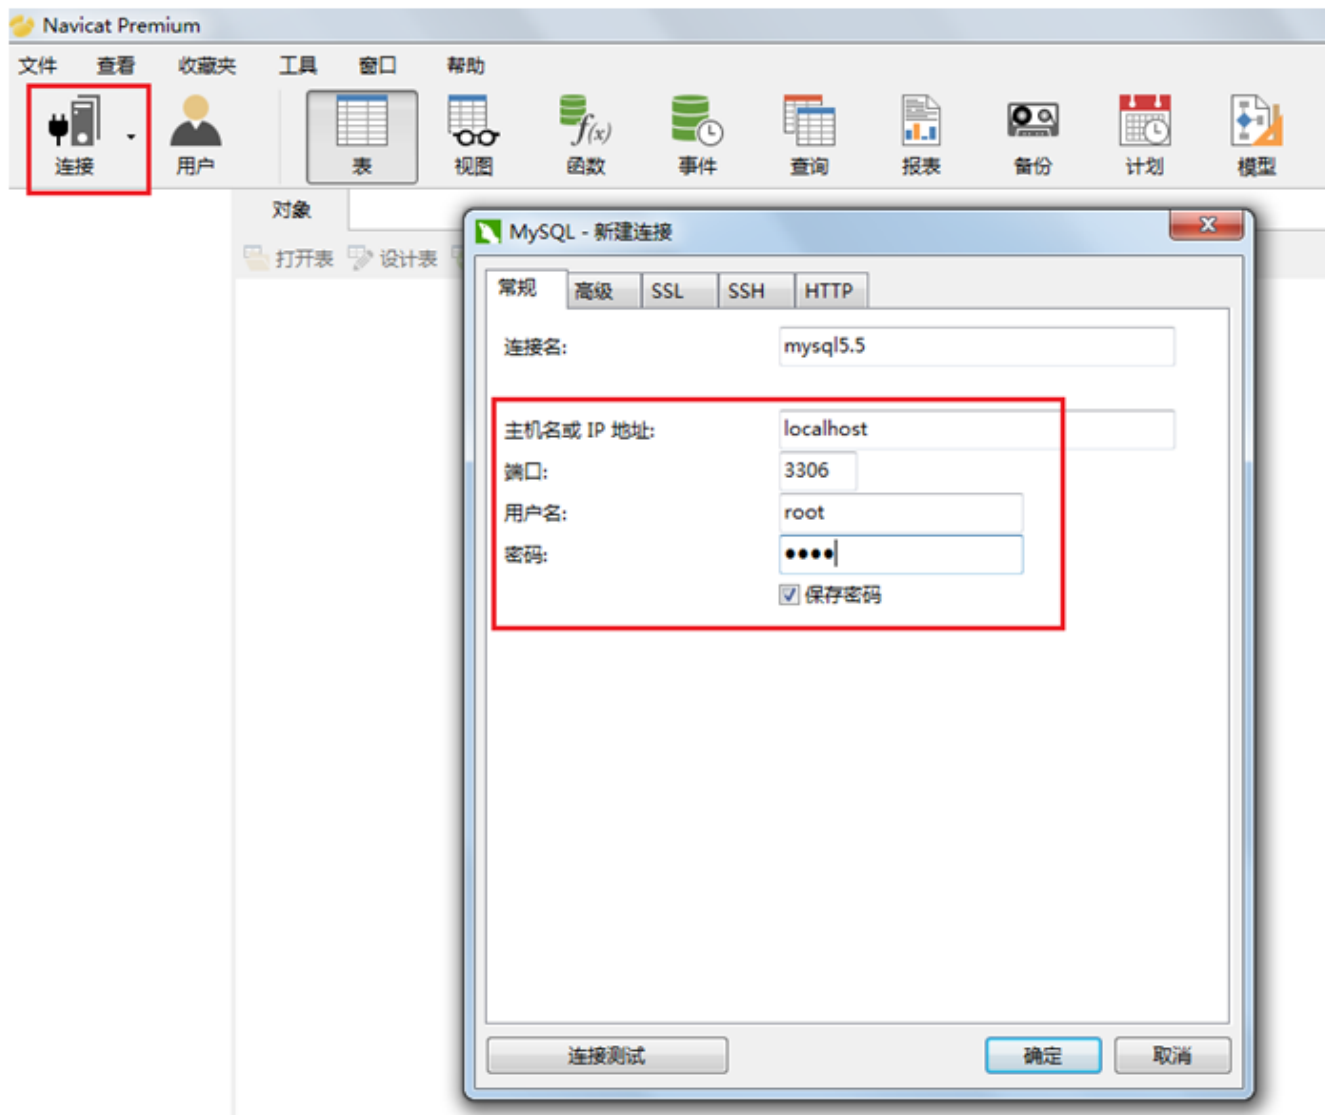 Navicat Premium
文件 查看 收藏夹 工具 窗口 帮助
连接 用户 表 视图 f(x) 函数 事件 查询 报表 备份 计划 模型
对象
打开表 设计表
MySQL - 新建连接
常规 高级 SSL SSH HTTP
连接名: mysql5.5
主机名或 IP 地址: localhost
端口: 3306
用户名: root
密码: ●●●●
保存密码
连接测试 确定 取消